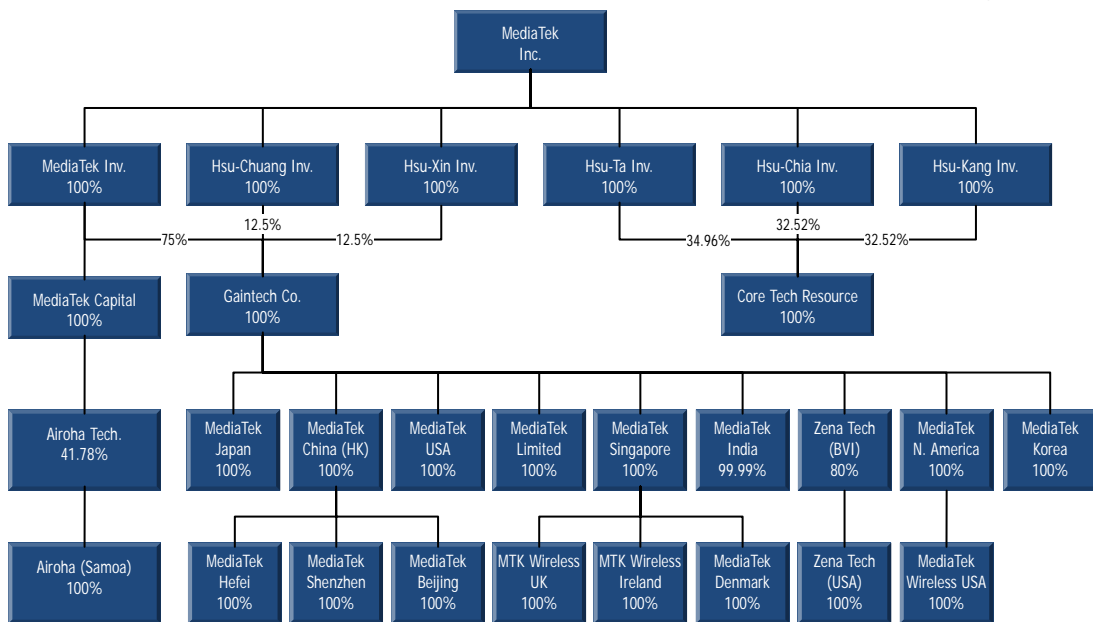 MediaTek
Inc.
MediaTek Inv.
100%
Hsu-Chuang Inv.
100%
Hsu-Xin Inv.
100%
Hsu-Ta Inv.
100%
Hsu-Chia Inv.
100%
Hsu-Kang Inv.
100%
75%
12.5%
12.5%
34.96%
32.52%
32.52%
MediaTek Capital
100%
Gaintech Co.
100%
Core Tech Resource
100%
Airoha Tech.
41.78%
MediaTek
Japan
100%
MediaTek
China (HK)
100%
MediaTek
USA
100%
MediaTek
Limited
100%
MediaTek
Singapore
100%
MediaTek
India
99.99%
Zena Tech
(BVI)
80%
MediaTek
N. America
100%
MediaTek
Korea
100%
Airoha (Samoa)
100%
MediaTek
Hefei
100%
MediaTek
Shenzhen
100%
MediaTek
Beijing
100%
MTK Wireless
UK
100%
MTK Wireless
Ireland
100%
MediaTek
Denmark
100%
Zena Tech
(USA)
100%
MediaTek
Wireless USA
100%